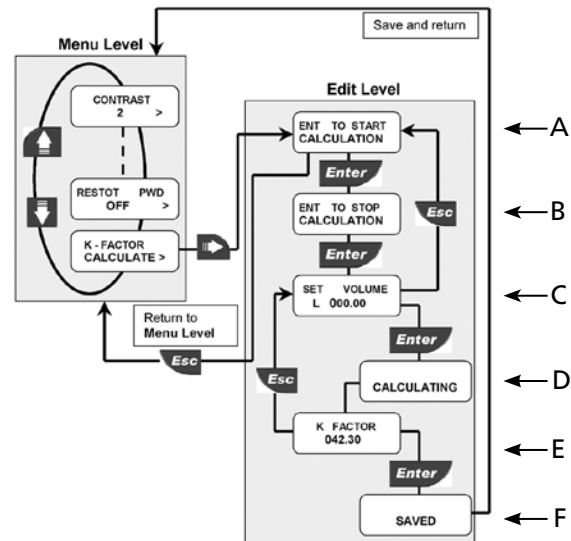 Save and return
Menu Level
Edit Level
CONTRAST
2 >
RESTOT PWD
OFF >
K - FACTOR
CALCULATE >
Return to
Menu Level
Esc
ENT TO START
CALCULATION
Enter
ENT TO STOP
CALCULATION
Esc
Enter
SET VOLUME
L 000.00
Enter
Esc
CALCULATING
K FACTOR
042.30
Enter
SAVED
A
B
C
D
E
F